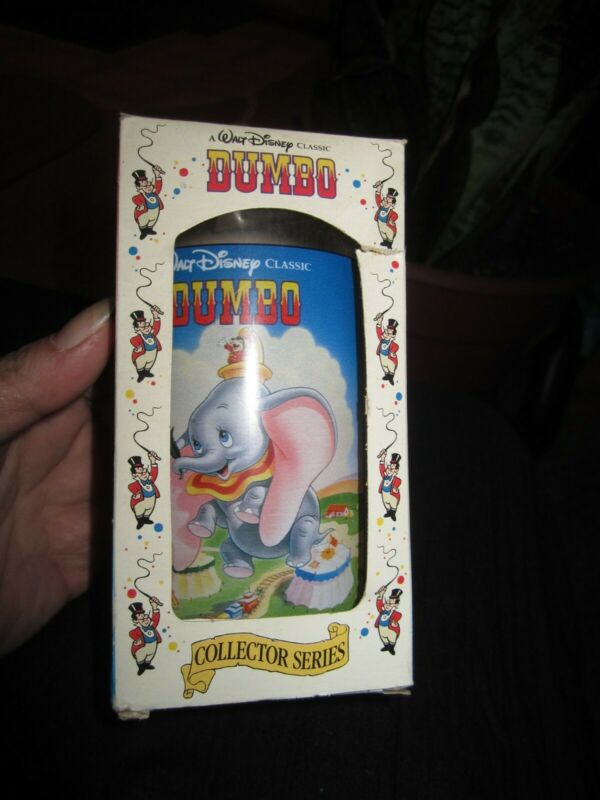 A WALT DISNEY CLASSIC
DUMBO
WALT DISNEY CLASSIC
DUMBO
COLLECTOR SERIES